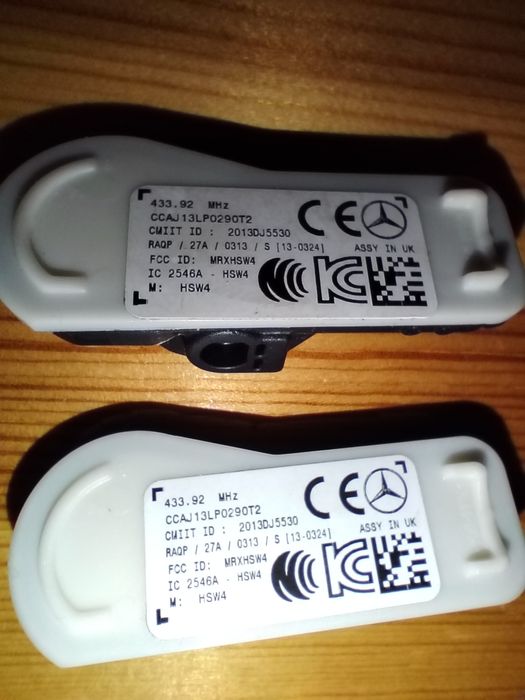 433.92 MHz
CCAJ13LP0290T2
CMIIT ID : 2013DJ5530
RAQP / 27A / 0313 / S [13-0324]
FCC ID: MRXHSW4
IC 2546A - HSW4
M: HSW4
CE
ASSY IN UK
433.92 MHz
CCAJ13LP0290T2
CMIIT ID : 2013DJ5530
RAQP / 27A / 0313 / S [13-0324]
FCC ID: MRXHSW4
IC 2546A - HSW4
M: HSW4
CE
ASSY IN UK